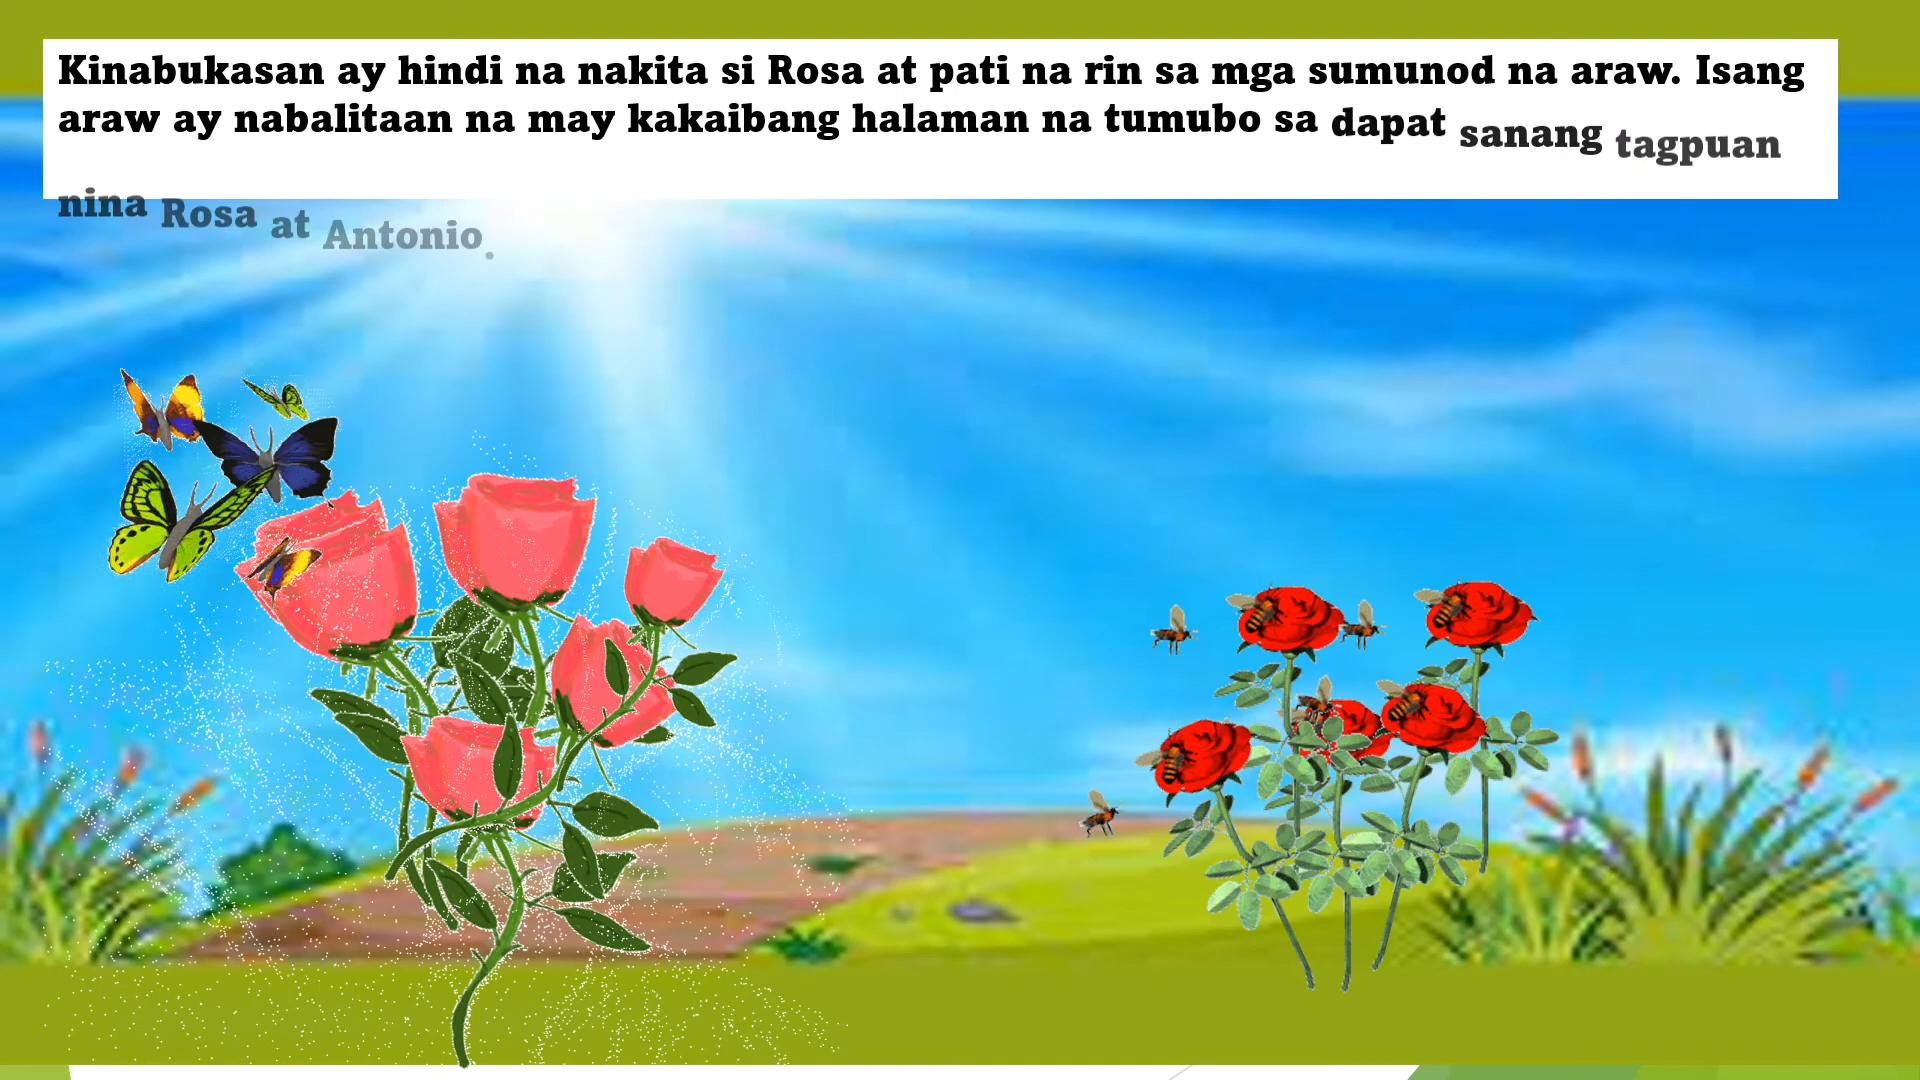 Kinabukasan ay hindi na nakita si Rosa at pati na rin sa mga sumunod na araw. Isang
araw ay nabalitaan na may kakaibang halaman na tumubo sa dapat sanang tagpuan
nina Rosa at Antonio.